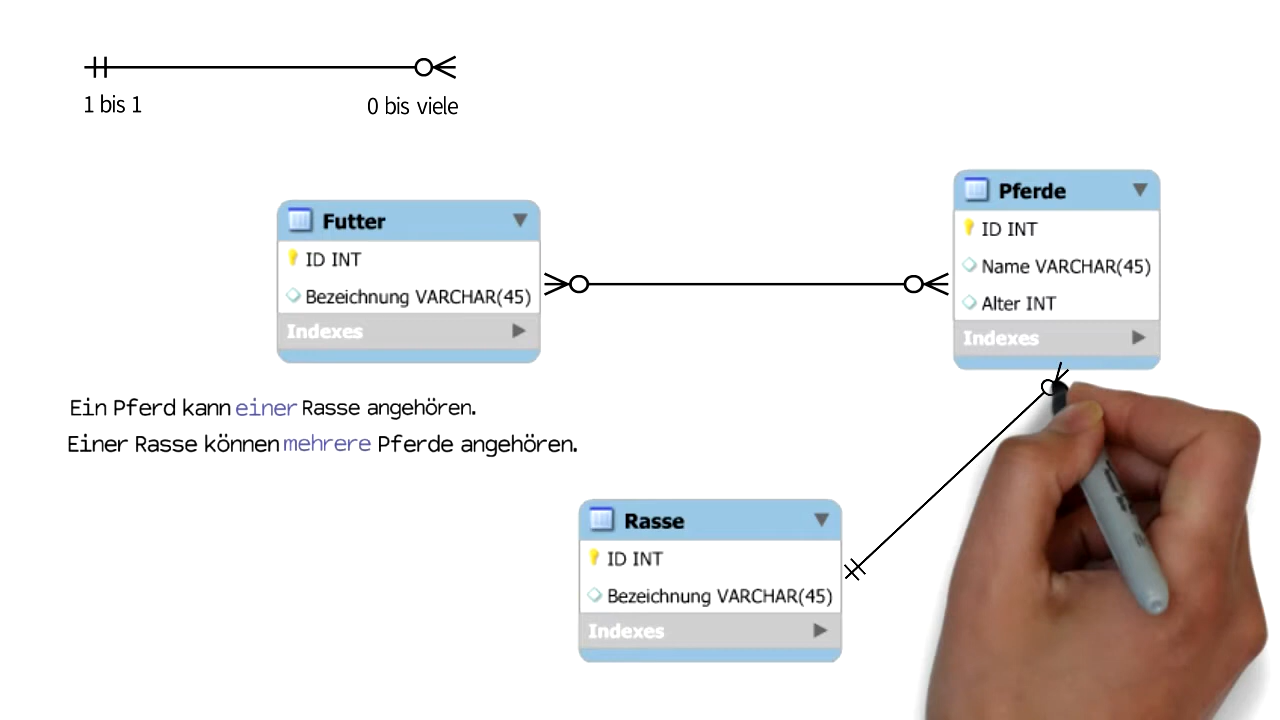 1 bis 1
0 bis viele
Pferde
ID INT
Name VARCHAR(45)
Alter INT
Indexes
Futter
ID INT
Bezeichnung VARCHAR(45)
Indexes
Ein Pferd kann einer Rasse angehören.
Einer Rasse können mehrere Pferde angehören.
Rasse
ID INT
Bezeichnung VARCHAR(45)
Indexes